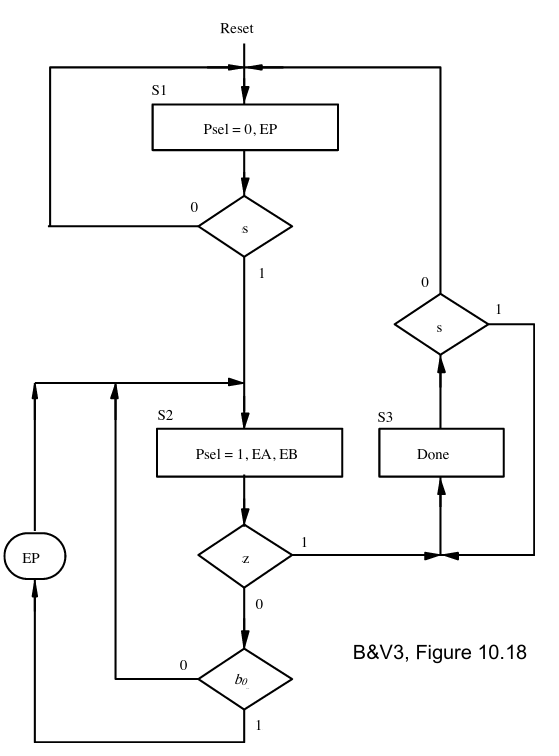 Reset
S1
Psel = 0, EP
0
s
1
0
s
1
S2
S3
Psel = 1, EA, EB
Done
EP
z
1
0
B&V3, Figure 10.18
0
b0
1